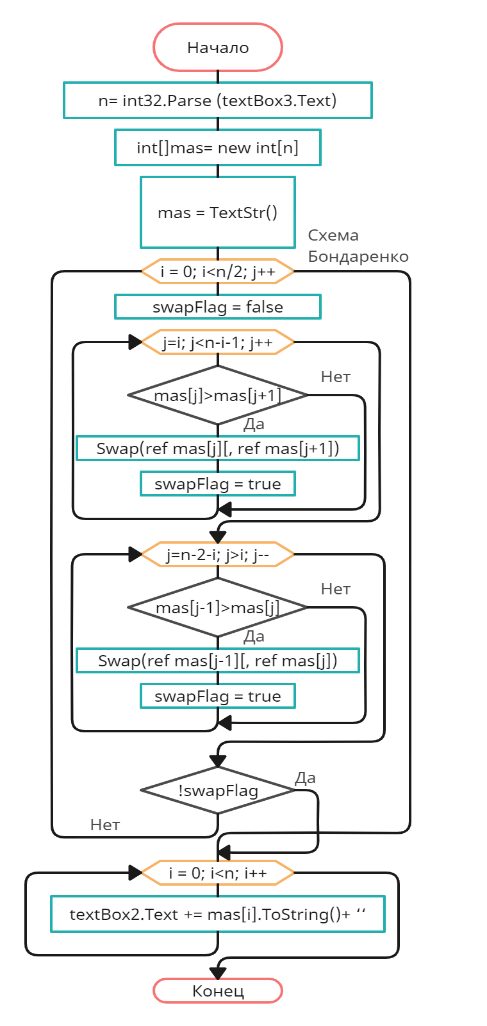 Начало
n= int32.Parse (textBox3.Text)
int[]mas= new int[n]
mas = TextStr()
Схема
Бондаренко
i = 0; i<n/2; j++
swapFlag = false
j=i; j<n-i-1; j++
Нет
mas[j]>mas[j+1]
Да
Swap(ref mas[j][, ref mas[j+1])
swapFlag = true
j=n-2-i; j>i; j--
Нет
mas[j-1]>mas[j]
Да
Swap(ref mas[j-1][, ref mas[j])
swapFlag = true
Да
!swapFlag
Нет
i = 0; i<n; i++
textBox2.Text += mas[i].ToString()+ ‘‘
Конец